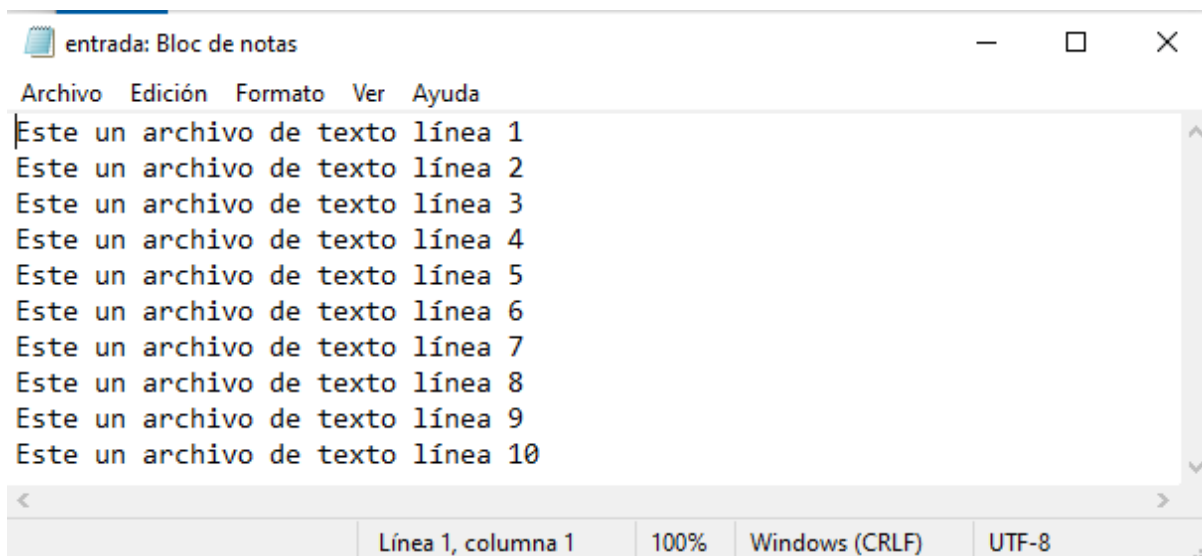 entrada: Bloc de notas
Archivo Edición Formato Ver Ayuda
Este un archivo de texto línea 1
Este un archivo de texto línea 2
Este un archivo de texto línea 3
Este un archivo de texto línea 4
Este un archivo de texto línea 5
Este un archivo de texto línea 6
Este un archivo de texto línea 7
Este un archivo de texto línea 8
Este un archivo de texto línea 9
Este un archivo de texto línea 10
Línea 1, columna 1 100% Windows (CRLF) UTF-8